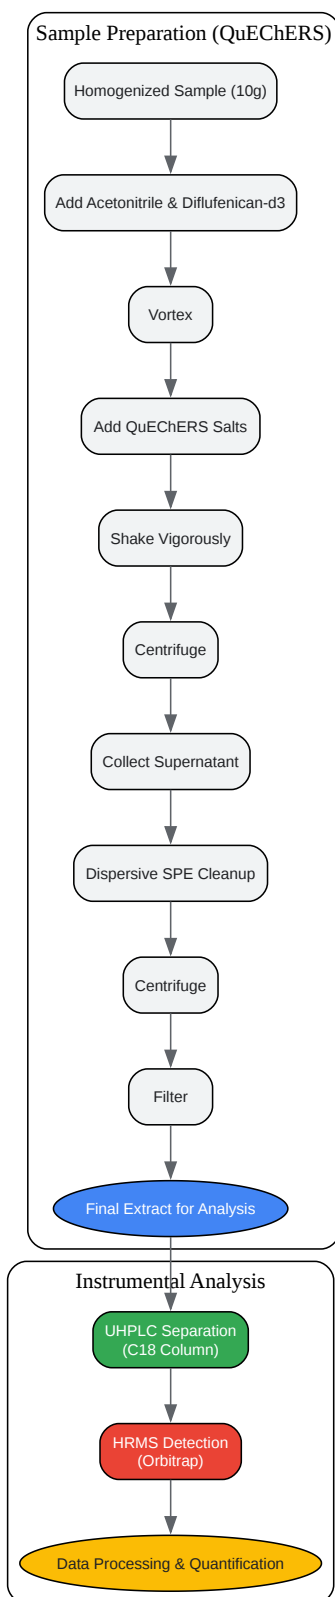 Sample Preparation (QuEChERS)
Homogenized Sample (10g)
Add Acetonitrile & Diflufenican-d3
Vortex
Add QuEChERS Salts
Shake Vigorously
Centrifuge
Collect Supernatant
Dispersive SPE Cleanup
Centrifuge
Filter
Final Extract for Analysis
Instrumental Analysis
UHPLC Separation
(C18 Column)
HRMS Detection
(Orbitrap)
Data Processing & Quantification